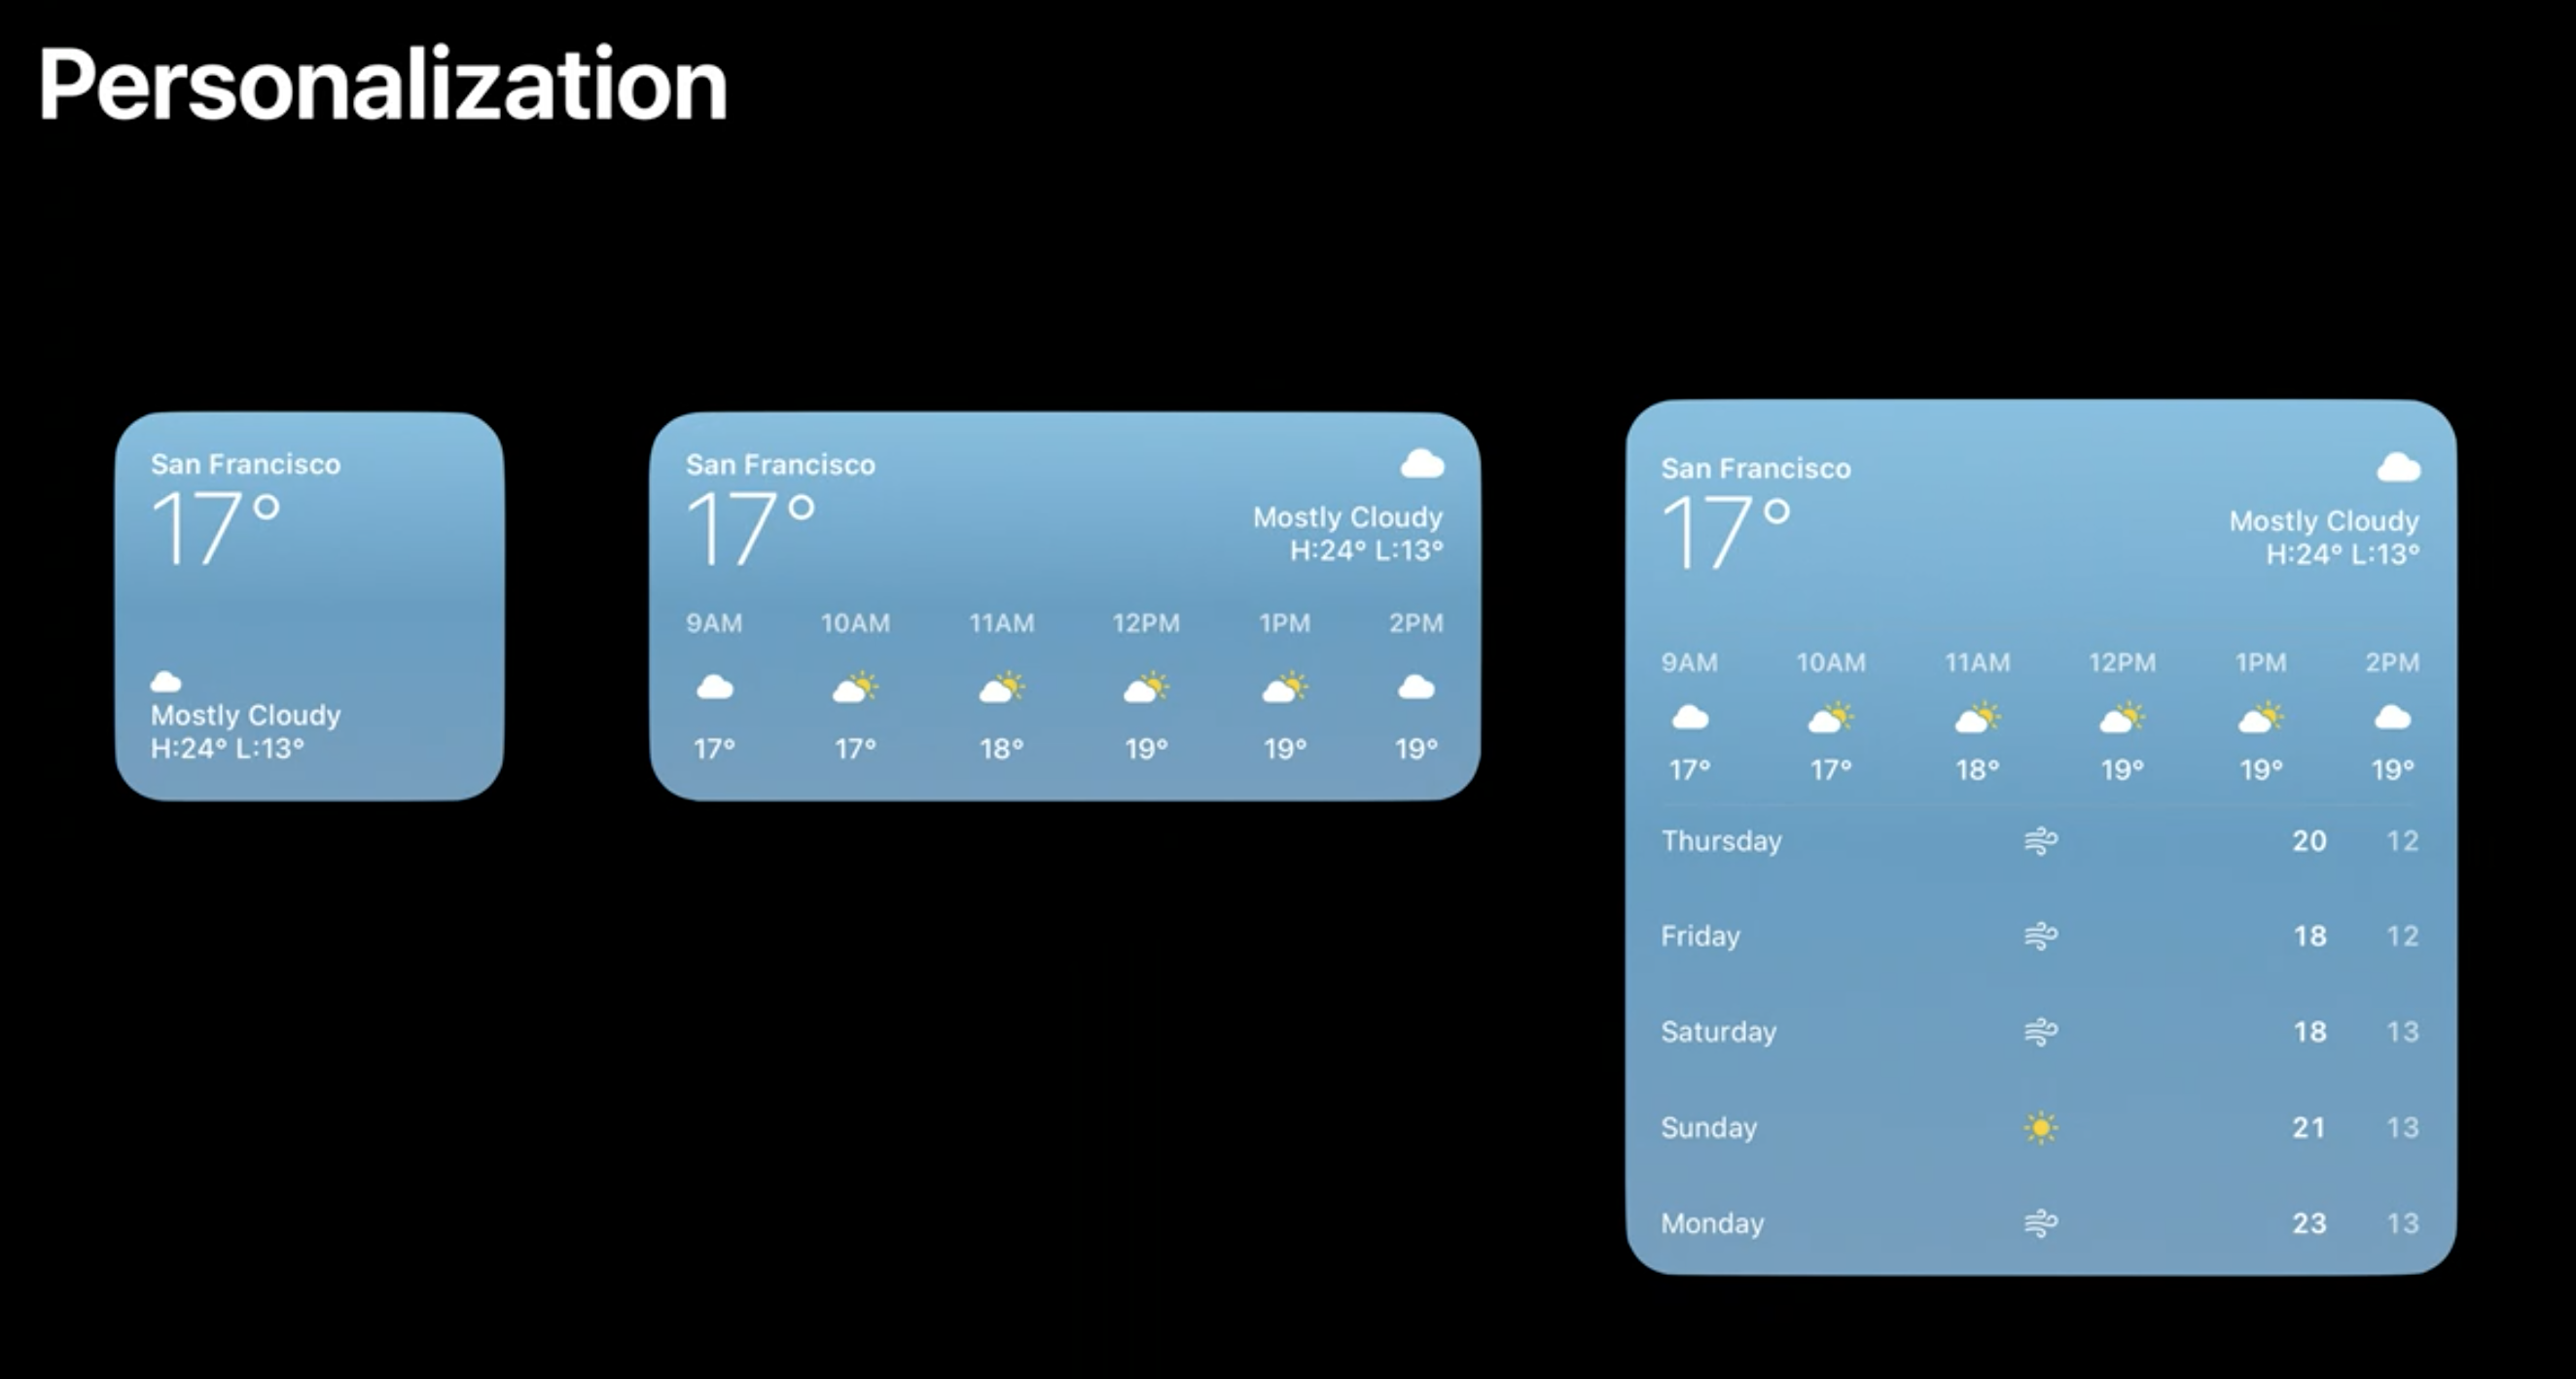 Personalization
San Francisco
17°
Mostly Cloudy
H:24° L:13°
San Francisco
17°
Mostly Cloudy
H:24° L:13°
9AM 10AM 11AM 12PM 1PM 2PM
17° 17° 18° 19° 19° 19°
San Francisco
17°
Mostly Cloudy
H:24° L:13°
9AM 10AM 11AM 12PM 1PM 2PM
17° 17° 18° 19° 19° 19°
Thursday 20 12
Friday 18 12
Saturday 18 13
Sunday 21 13
Monday 23 13